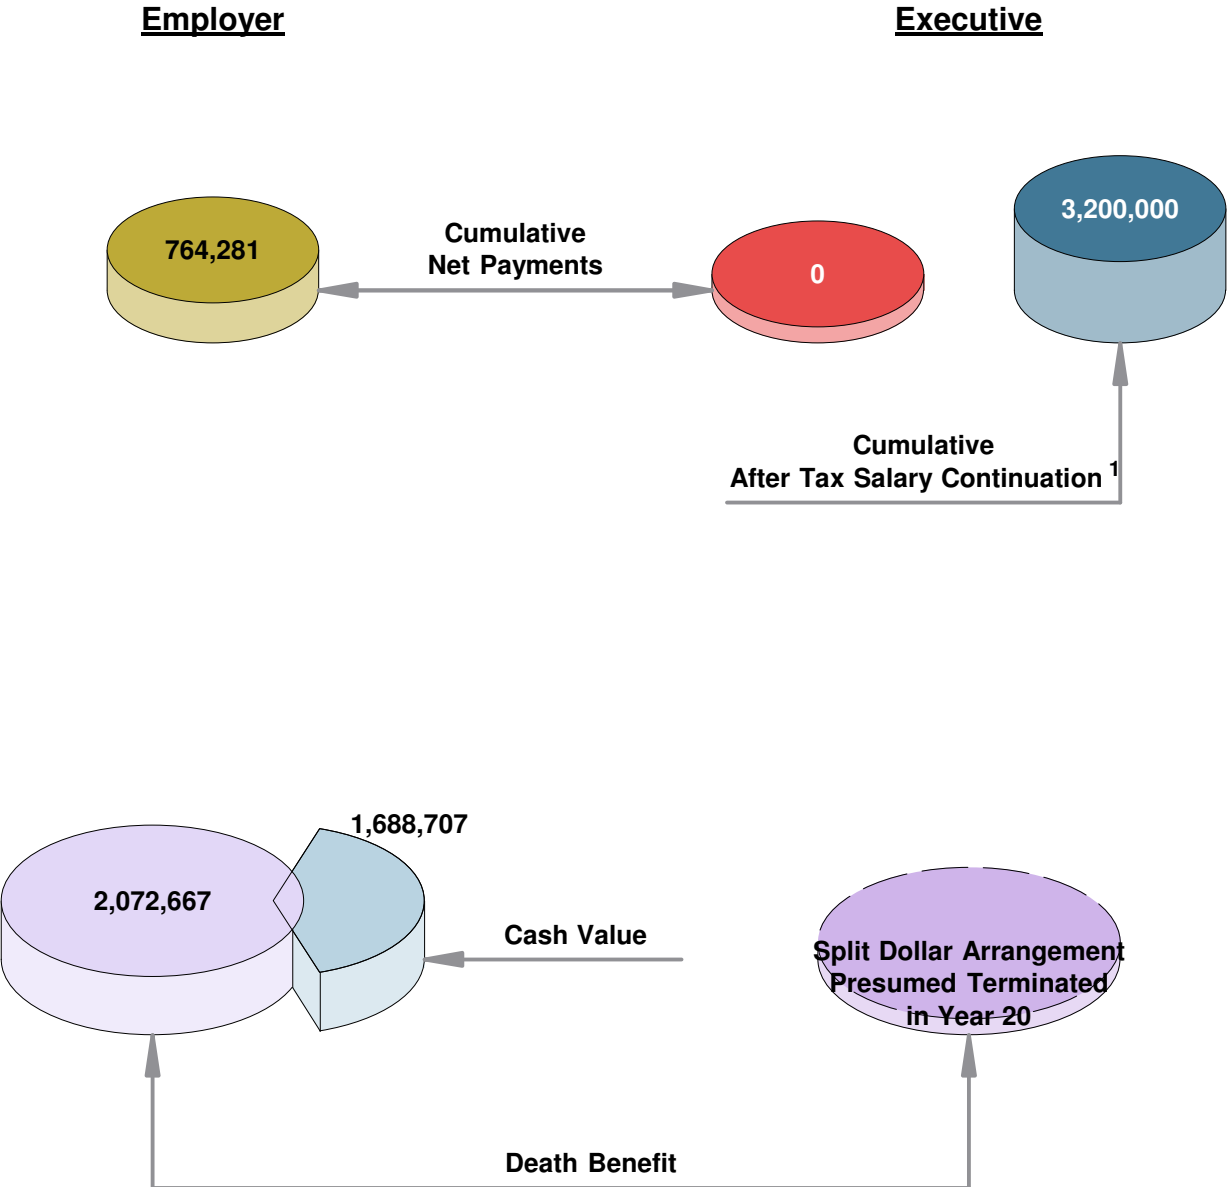 Employer
Executive
764,281
Cumulative
Net Payments
0
3,200,000
Cumulative
After Tax Salary Continuation 1
1,688,707
2,072,667
Cash Value
Split Dollar Arrangement
Presumed Terminated
in Year 20
Death Benefit